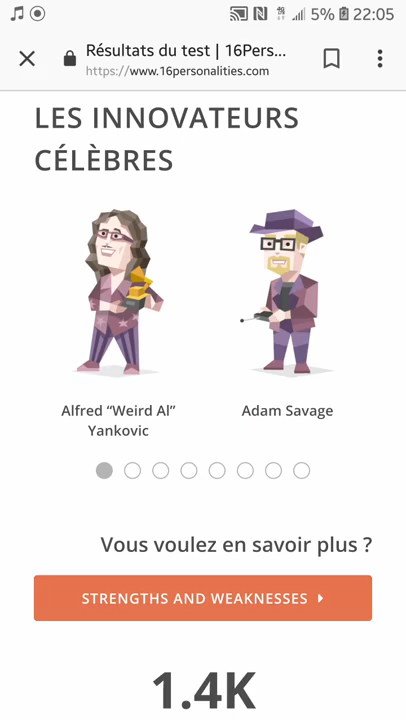 5% 22:05
Résultats du test | 16Pers...
https://www.16personalities.com
LES INNOVATEURS
CÉLÈBRES
Alfred “Weird Al”
Yankovic
Adam Savage
Vous voulez en savoir plus ?
STRENGTHS AND WEAKNESSES
1.4K